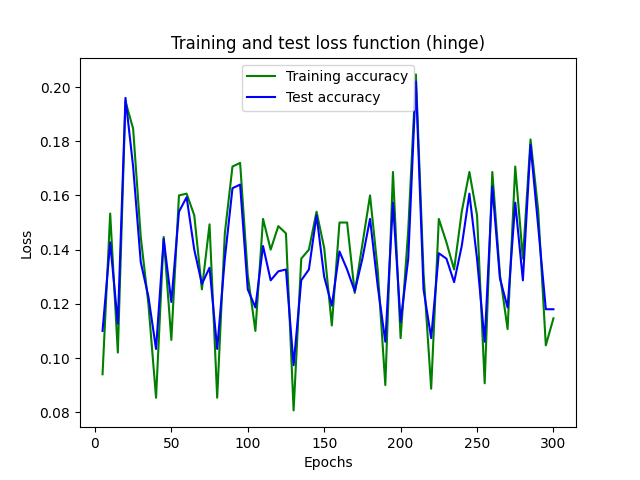 Training and test loss function (hinge)
Training accuracy
Test accuracy
Loss
0.20
0.18
0.16
0.14
0.12
0.10
0.08
0 50 100 150 200 250 300
Epochs